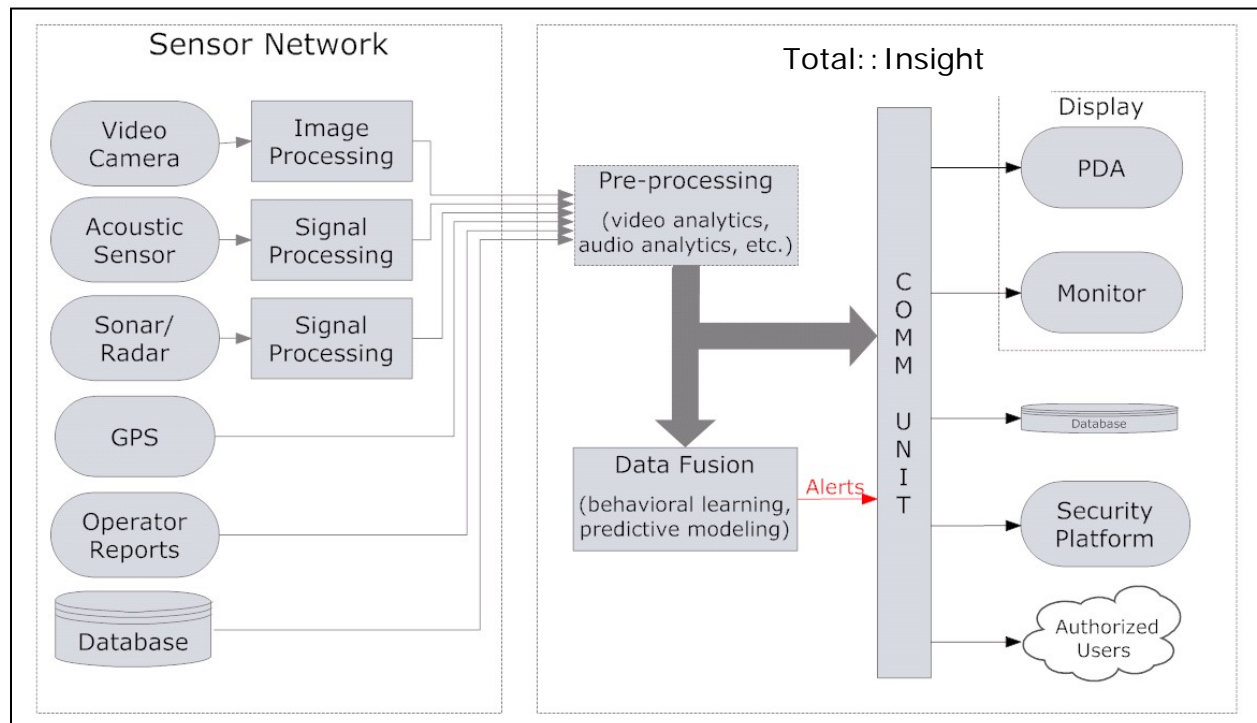 Sensor Network
Video
Camera
Image
Processing
Acoustic
Sensor
Signal
Processing
Sonar/
Radar
Signal
Processing
GPS
Operator
Reports
Database
Total::Insight
Pre-processing
(video analytics,
audio analytics, etc.)
Data Fusion
(behavioral learning,
predictive modeling)
Alerts
COMM UNIT
Display
PDA
Monitor
Database
Security
Platform
Authorized
Users